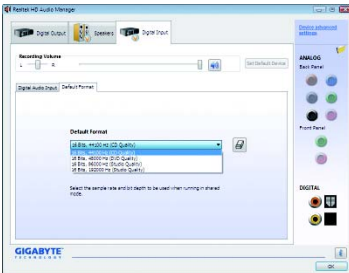 Realtek HD Audio Manager
Digital Output
Speakers
Digital Input
Device advanced settings
Recording Volume
L
R
Set Default Device
ANALOG
Back Panel
Digital Audio Input
Default Format
Front Panel
Default Format
16 Bits, 44100 Hz (CD Quality)
16 Bits, 44100 Hz (CD Quality)
16 Bits, 48000 Hz (DVD Quality)
16 Bits, 96000 Hz (Studio Quality)
16 Bits, 192000 Hz (Studio Quality)
Select the sample rate and bit depth to be used when running in shared
mode.
DIGITAL
GIGABYTE
TECHNOLOGY
OK